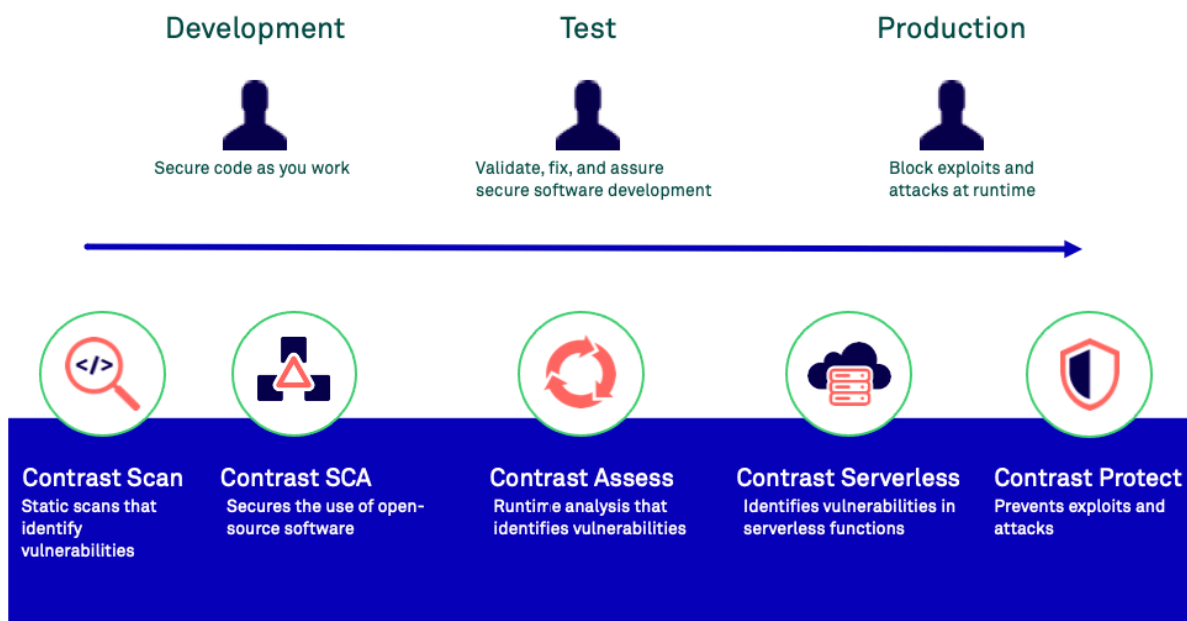 Development
Test
Production
Secure code as you work
Validate, fix, and assure
secure software development
Block exploits and
attacks at runtime
</>
Contrast Scan
Static scans that
identify
vulnerabilities
Contrast SCA
Secures the use of open-
source software
Contrast Assess
Runtime analysis that
identifies vulnerabilities
Contrast Serverless
Identifies vulnerabilities in
serverless functions
Contrast Protect
Prevents exploits and
attacks